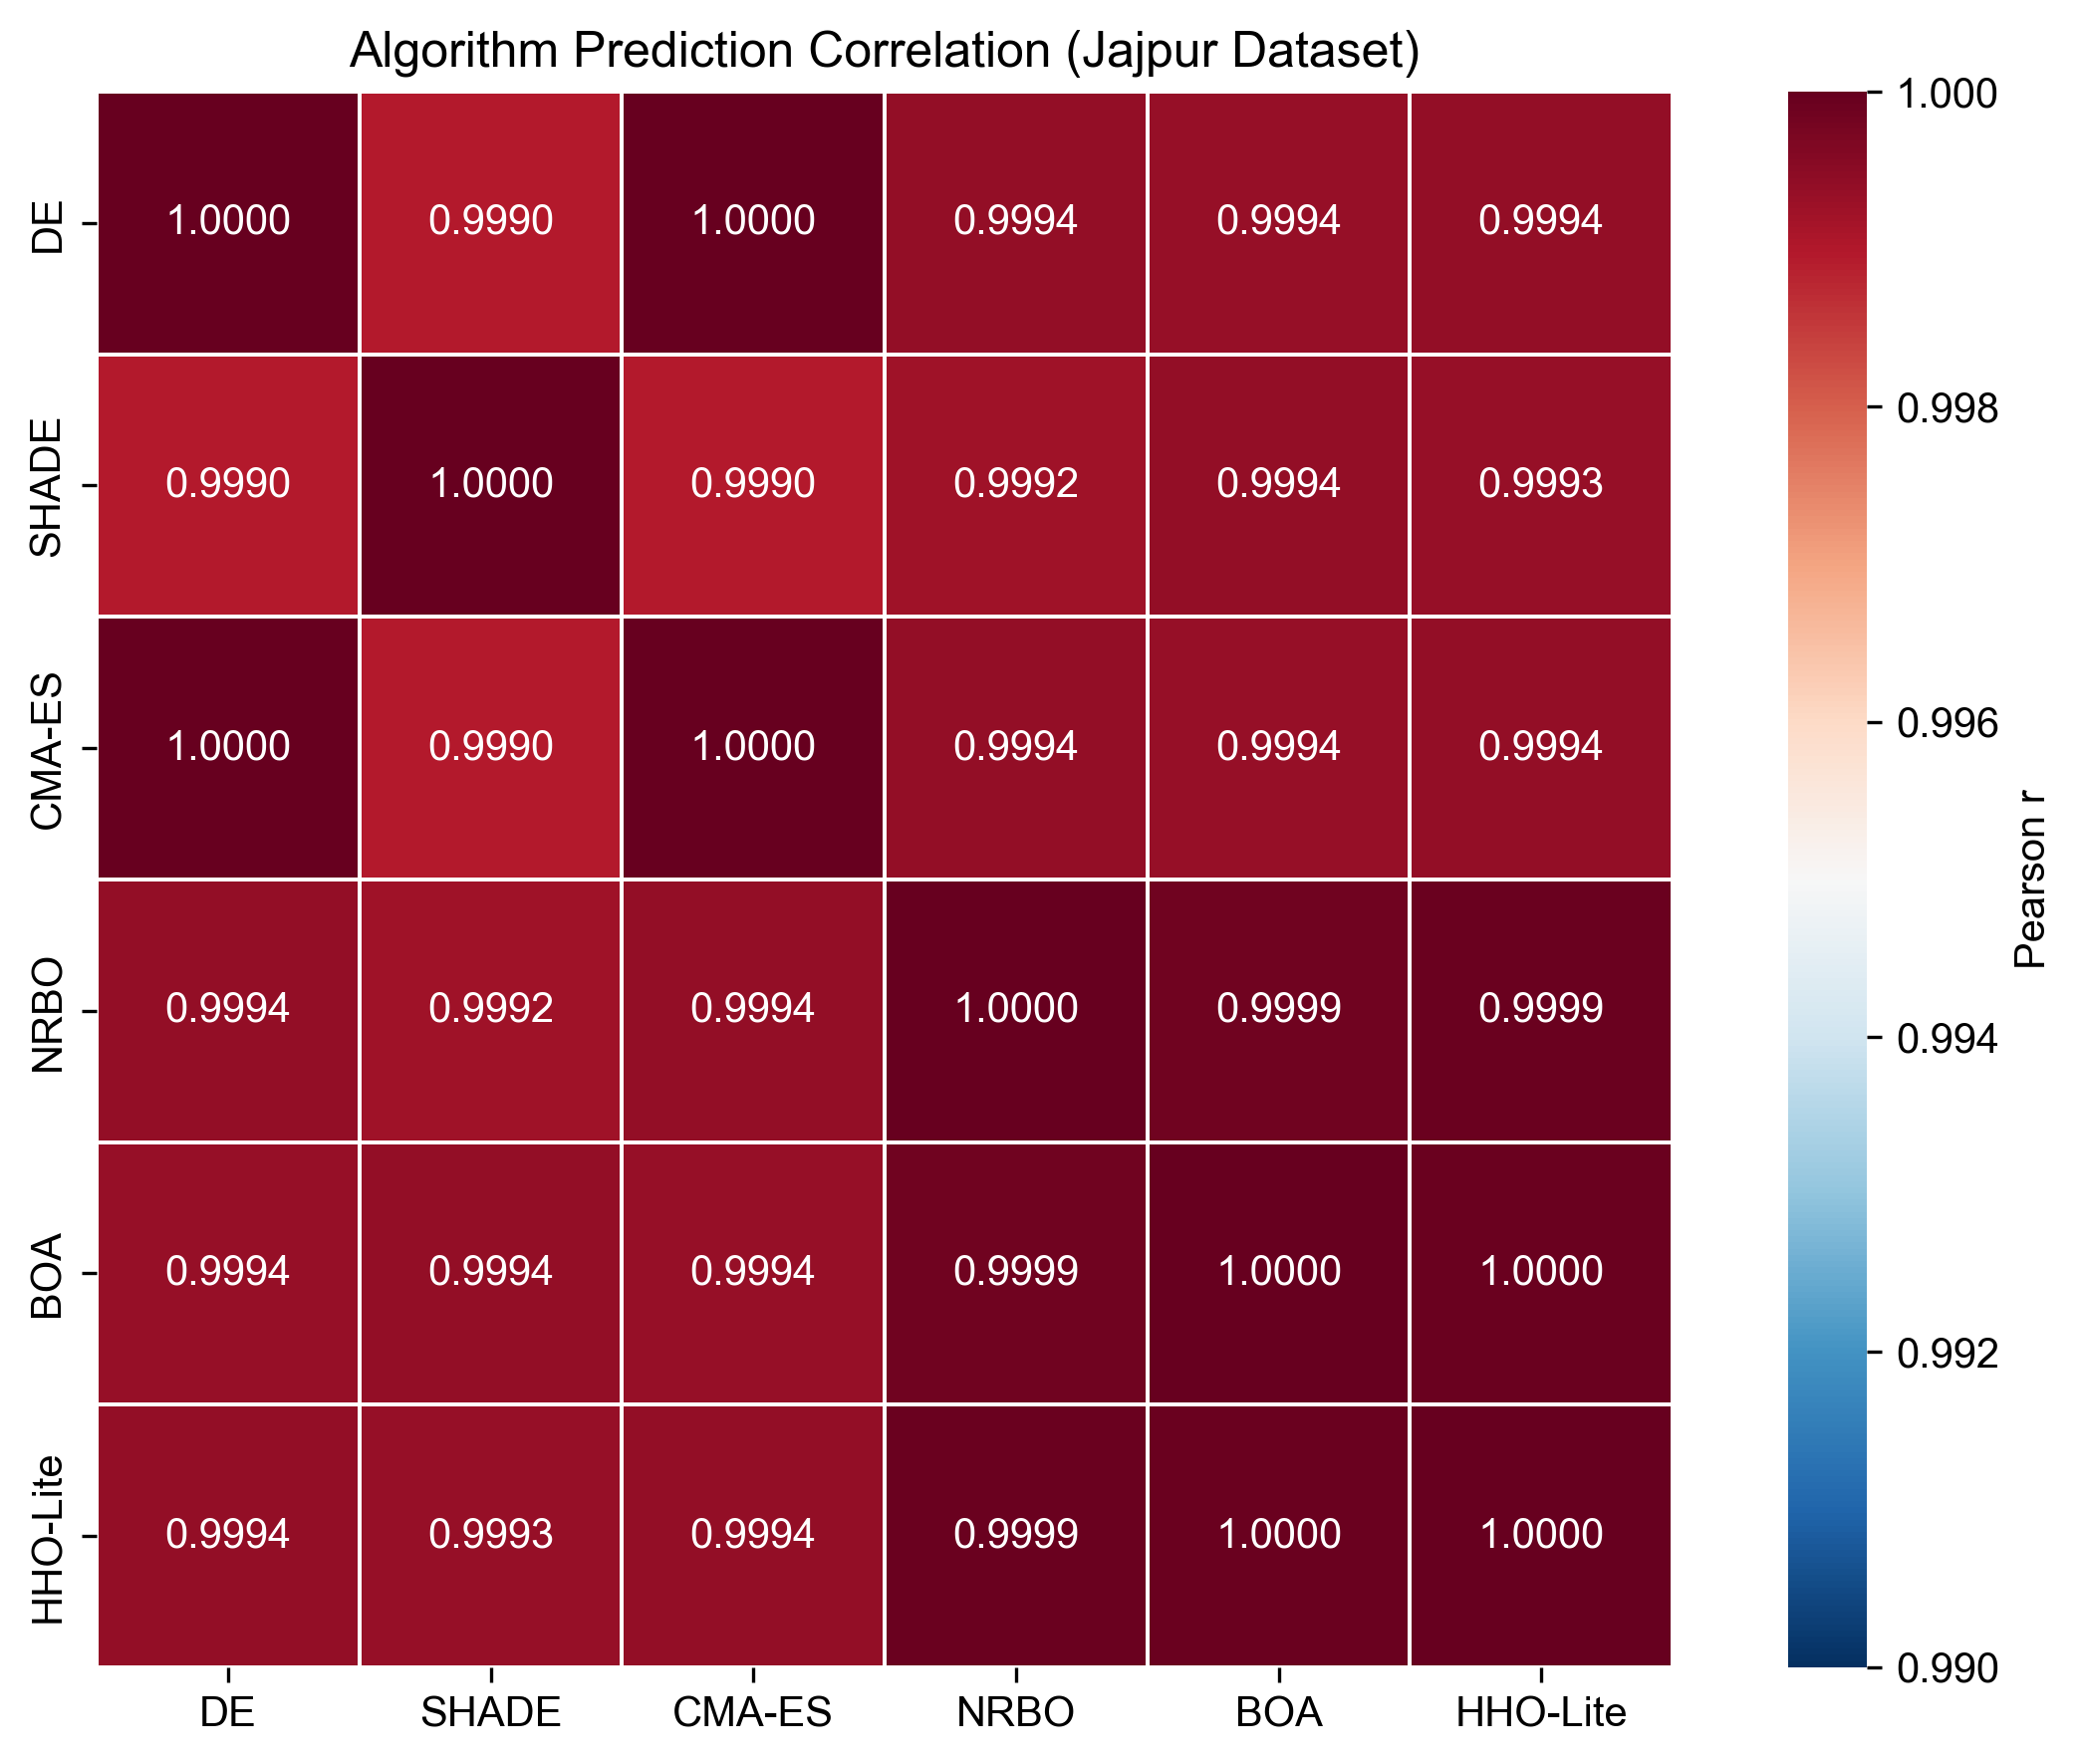 Algorithm Prediction Correlation (Jajpur Dataset)
DE 1.0000 0.9990 1.0000 0.9994 0.9994 0.9994
SHADE 0.9990 1.0000 0.9990 0.9992 0.9994 0.9993
CMA-ES 1.0000 0.9990 1.0000 0.9994 0.9994 0.9994
NRBO 0.9994 0.9992 0.9994 1.0000 0.9999 0.9999
BOA 0.9994 0.9994 0.9994 0.9999 1.0000 1.0000
HHO-Lite 0.9994 0.9993 0.9994 0.9999 1.0000 1.0000
DE SHADE CMA-ES NRBO BOA HHO-Lite
1.000
0.998
0.996
0.994
0.992
0.990
Pearson r